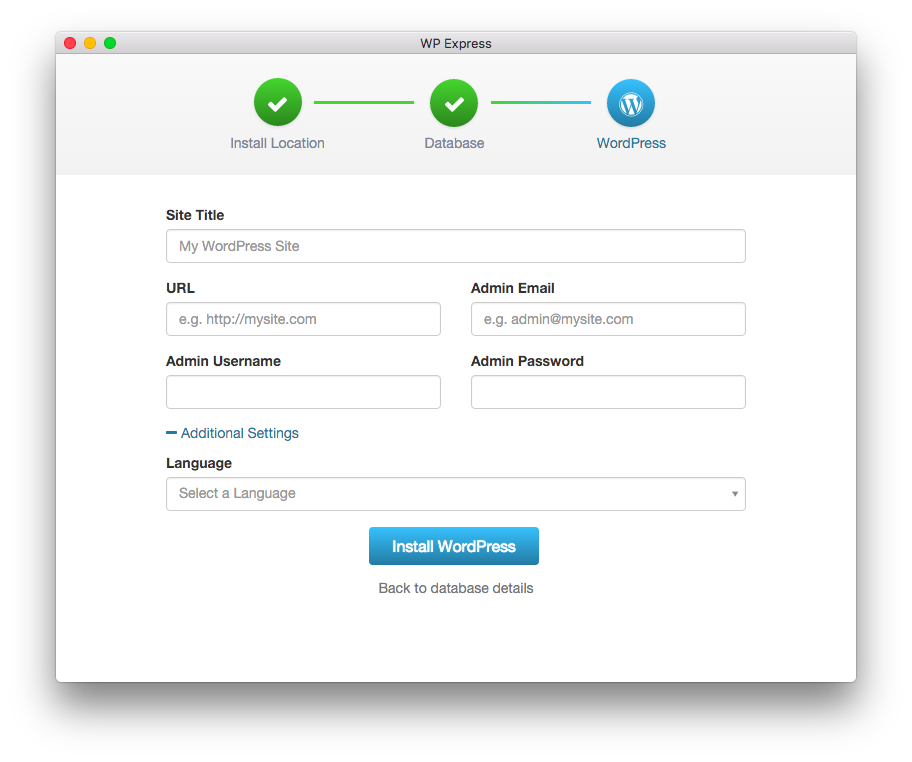 WP Express
Install Location Database WordPress
Site Title
My WordPress Site
URL Admin Email
e.g. http://mysite.com e.g. admin@mysite.com
Admin Username Admin Password
Additional Settings
Language
Select a Language
Install WordPress
Back to database details